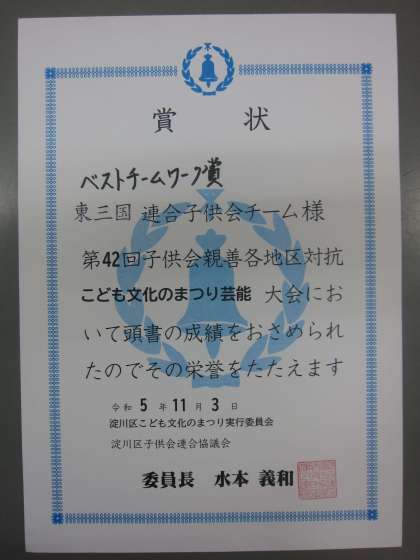 賞状
ベストチームワーク賞
東三国 連合子供会チーム様
第42回子供会親善各地区対抗
こども文化のまつり芸能 大会にお
いて頭書の成績をおさめられ
たのでその栄誉をたたえます
令和 5 年 11 月 3 日
淀川区こども文化のまつり実行委員会
淀川区子供会連合協議会
委員長 水本 義和